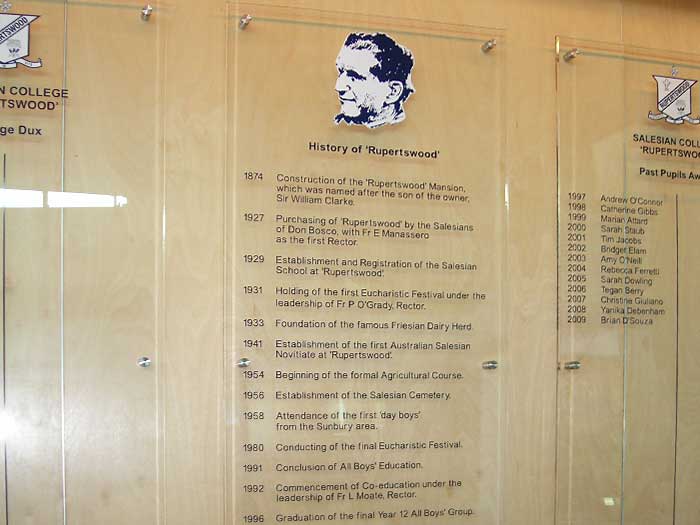 RUPERTSWOOD
N COLLEGE
RTSWOOD'
ge Dux
History of 'Rupertswood'
1874 Construction of the 'Rupertswood' Mansion,
which was named after the son of the owner,
Sir William Clarke.
1927 Purchasing of 'Rupertswood' by the Salesians
of Don Bosco, with Fr E Manassero
as the first Rector.
1929 Establishment and Registration of the Salesian
School at 'Rupertswood'.
1931 Holding of the first Eucharistic Festival under the
leadership of Fr P O'Grady, Rector.
1933 Foundation of the famous Friesian Dairy Herd.
1941 Establishment of the first Australian Salesian
Novitiate at 'Rupertswood'.
1954 Beginning of the formal Agricultural Course.
1956 Establishment of the Salesian Cemetery.
1958 Attendance of the first 'day boys'
from the Sunbury area.
1980 Conducting of the final Eucharistic Festival.
1991 Conclusion of All Boys' Education.
1992 Commencement of Co-education under the
leadership of Fr L Moate, Rector.
1996 Graduation of the final Year 12 All Boys' Group.
RUPERTSWOOD
SALESIAN COLL
'RUPERTSWOO
Past Pupils Aw
1997 Andrew O'Connor
1998 Catherine Gibbs
1999 Marian Attard
2000 Sarah Staub
2001 Tim Jacobs
2002 Bridget Elam
2003 Amy O'Neill
2004 Rebecca Ferretti
2005 Sarah Dowling
2006 Tegan Berry
2007 Christine Giuliano
2008 Yanika Debenham
2009 Brian D'Souza